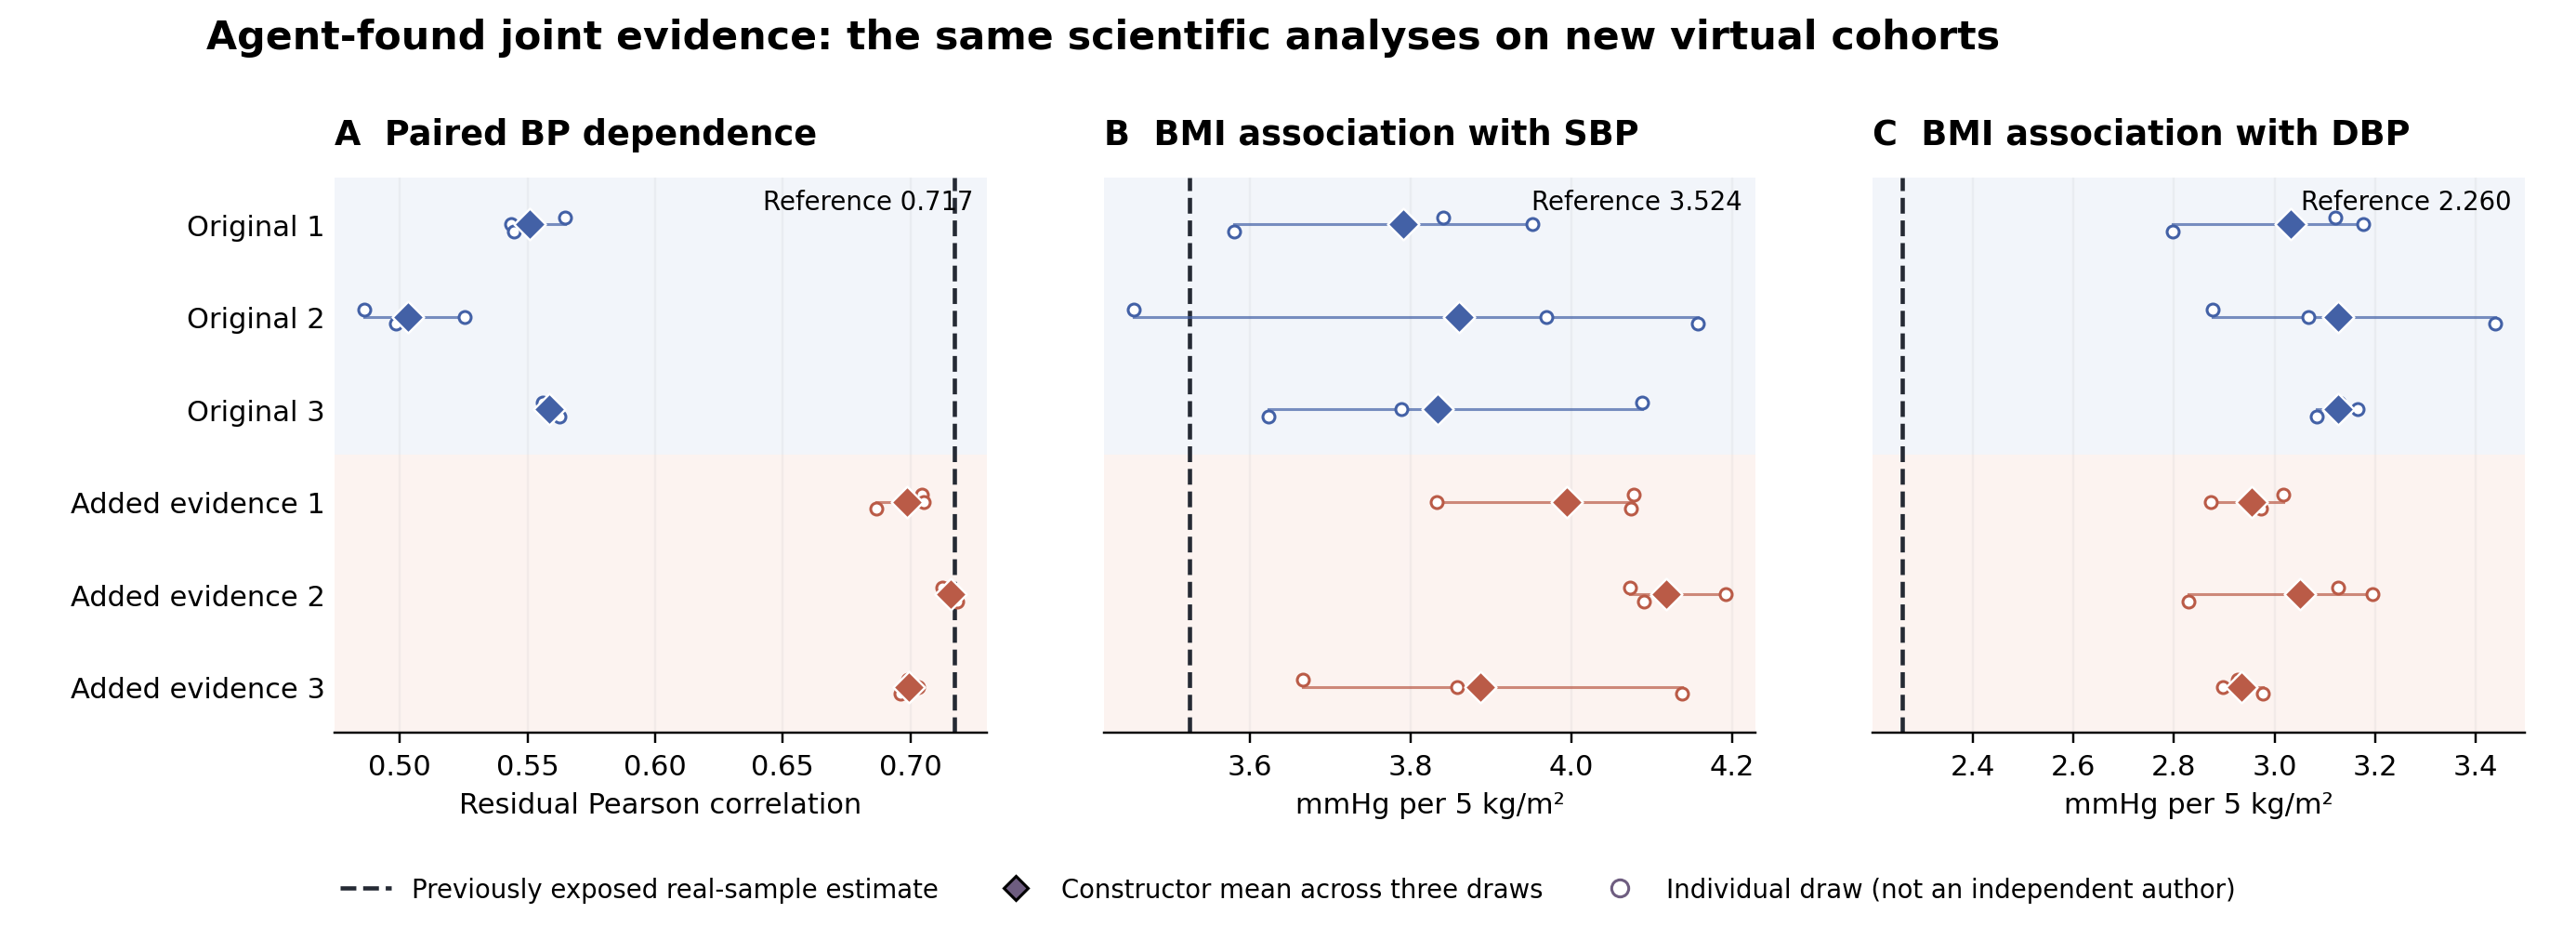 Agent-found joint evidence: the same scientific analyses on new virtual cohorts
A Paired BP dependence
B BMI association with SBP
C BMI association with DBP
Reference 0.717
Reference 3.524
Reference 2.260
Original 1
Original 2
Original 3
Added evidence 1
Added evidence 2
Added evidence 3
0.50 0.55 0.60 0.65 0.70
3.6 3.8 4.0 4.2
2.4 2.6 2.8 3.0 3.2 3.4
Residual Pearson correlation
mmHg per 5 kg/m²
mmHg per 5 kg/m²
Previously exposed real-sample estimate
Constructor mean across three draws
Individual draw (not an independent author)